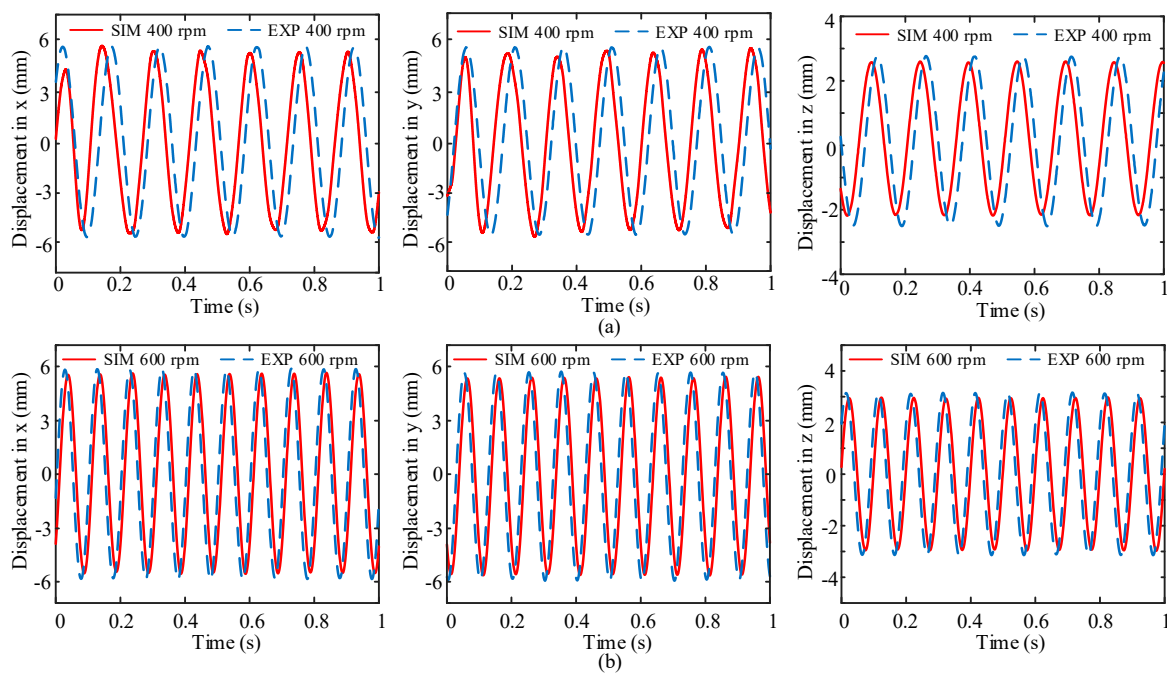 SIM 400 rpm EXP 400 rpm
Displacement in x (mm)
6
3
0
-3
-6
0 0.2 0.4 0.6 0.8 1
Time (s)
SIM 400 rpm EXP 400 rpm
Displacement in y (mm)
6
3
0
-3
-6
0 0.2 0.4 0.6 0.8 1
Time (s)
SIM 400 rpm EXP 400 rpm
Displacement in z (mm)
4
2
0
-2
-4
0 0.2 0.4 0.6 0.8 1
Time (s)
(a)
SIM 600 rpm EXP 600 rpm
Displacement in x (mm)
6
3
0
-3
-6
0 0.2 0.4 0.6 0.8 1
Time (s)
SIM 600 rpm EXP 600 rpm
Displacement in y (mm)
6
3
0
-3
-6
0 0.2 0.4 0.6 0.8 1
Time (s)
SIM 600 rpm EXP 600 rpm
Displacement in z (mm)
4
2
0
-2
-4
0 0.2 0.4 0.6 0.8 1
Time (s)
(b)